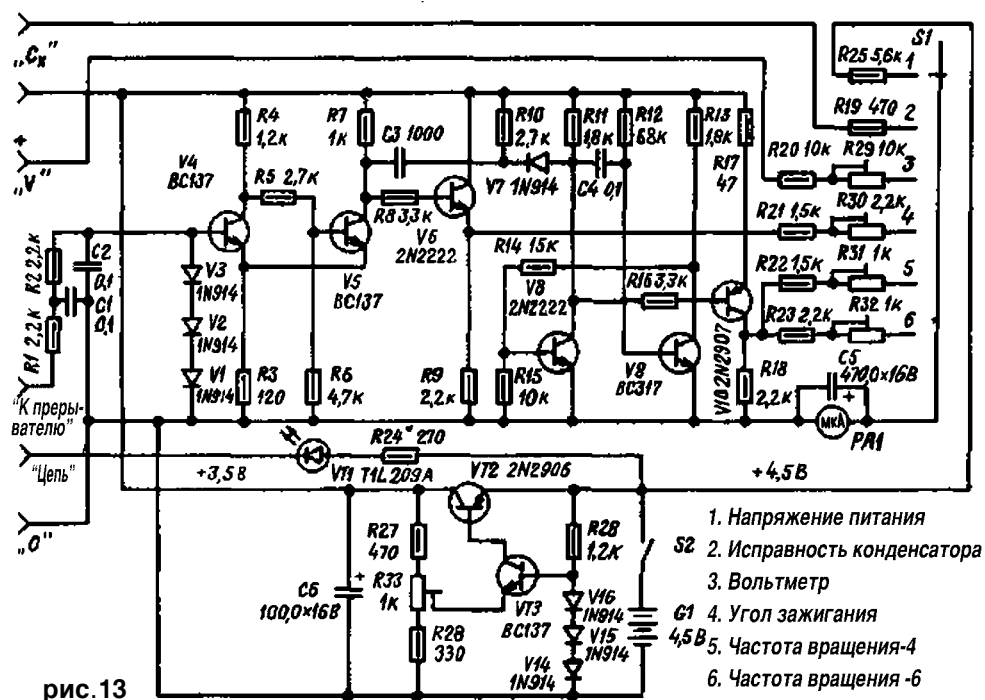 „Cх"
+
„V"
R2 2,2к
C2
0,1
C1
0,1
R1 2,2к
"К преры-
вателю"
"Цепь"
„0"
V4
BC137
R4
1,2к
R5 2,7к
R7
1к
C3 1000
R8 3,3к
V6
2N2222
V5
BC137
V3
1N914
V2
1N914
V1
1N914
R3
120
R6
4,7к
R9
2,2к
R10
2,7к
V7 1N914
R11
1,8к
C4 0,1
R12
68к
R13
1,8к
R17
47
R14 15к
V8
2N2222
R16 3,3к
R15
10к
V8
BC317
V10 2N2907
R18
2,2к
S1
R25 5,6к 1
R19 470 2
R20 10к R29 10к 3
R21 1,5к R30 2,2к 4
R22 1,5к R31 1к 5
R23 2,2к R32 1к 6
C5
470,0×16В
+
МКА
PA1
+3,5 В
VT1 T1L 209A
R24* 270
VT2 2N2906
+4,5 В
R27
470
R33
1к
R28
330
C6
100,0×16В
+
VT3
BC137
R28
1,2к
V16
1N914
V15
1N914
V14
1N914
S2
G1
4,5 В
1. Напряжение питания
2. Исправность конденсатора
3. Вольтметр
4. Угол зажигания
5. Частота вращения-4
6. Частота вращения -6
рис.13